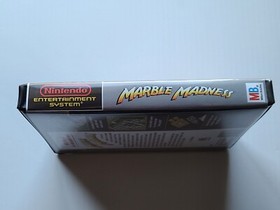 Nintendo
ENTERTAINMENT
SYSTEM
MARBLE MADNESS
MB